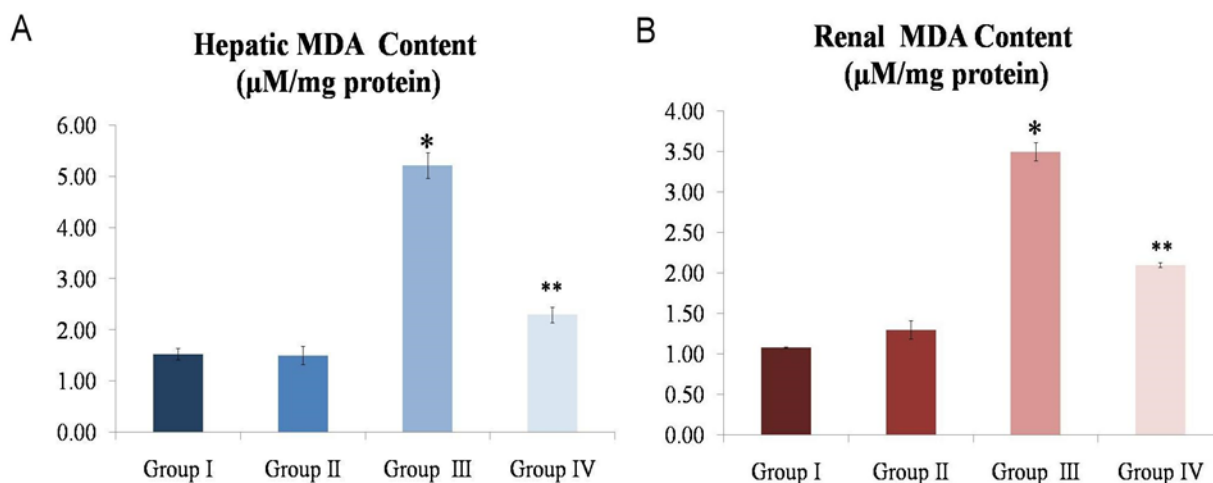 A
Hepatic MDA Content
(µM/mg protein)
6.00
5.00
4.00
3.00
2.00
1.00
0.00
*
**
Group I Group II Group III Group IV
B
Renal MDA Content
(µM/mg protein)
4.00
3.50
3.00
2.50
2.00
1.50
1.00
0.50
0.00
*
**
Group I Group II Group III Group IV